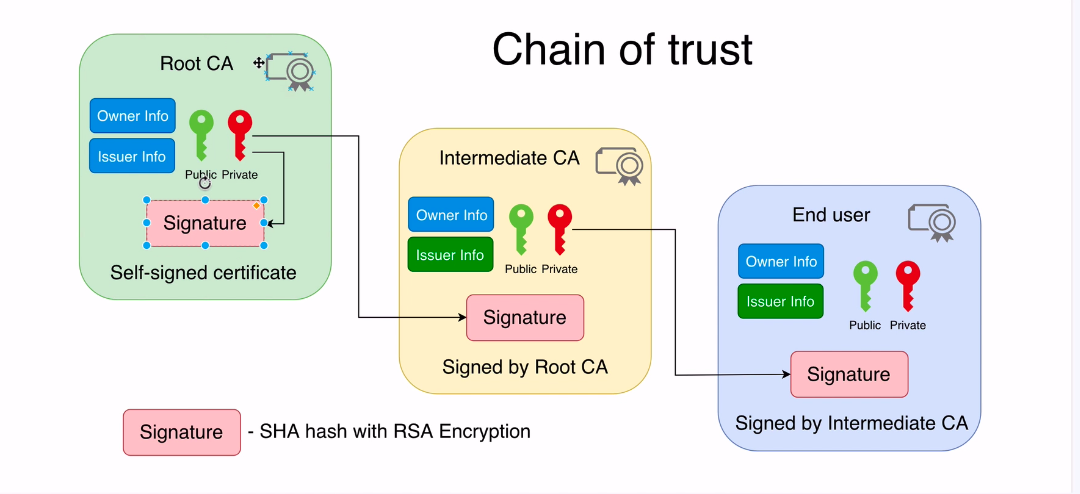 Chain of trust
Root CA
Owner Info
Issuer Info
Public Private
Signature
Self-signed certificate
Intermediate CA
Owner Info
Issuer Info
Public Private
Signature
Signed by Root CA
End user
Owner Info
Issuer Info
Public Private
Signature
Signed by Intermediate CA
Signature - SHA hash with RSA Encryption